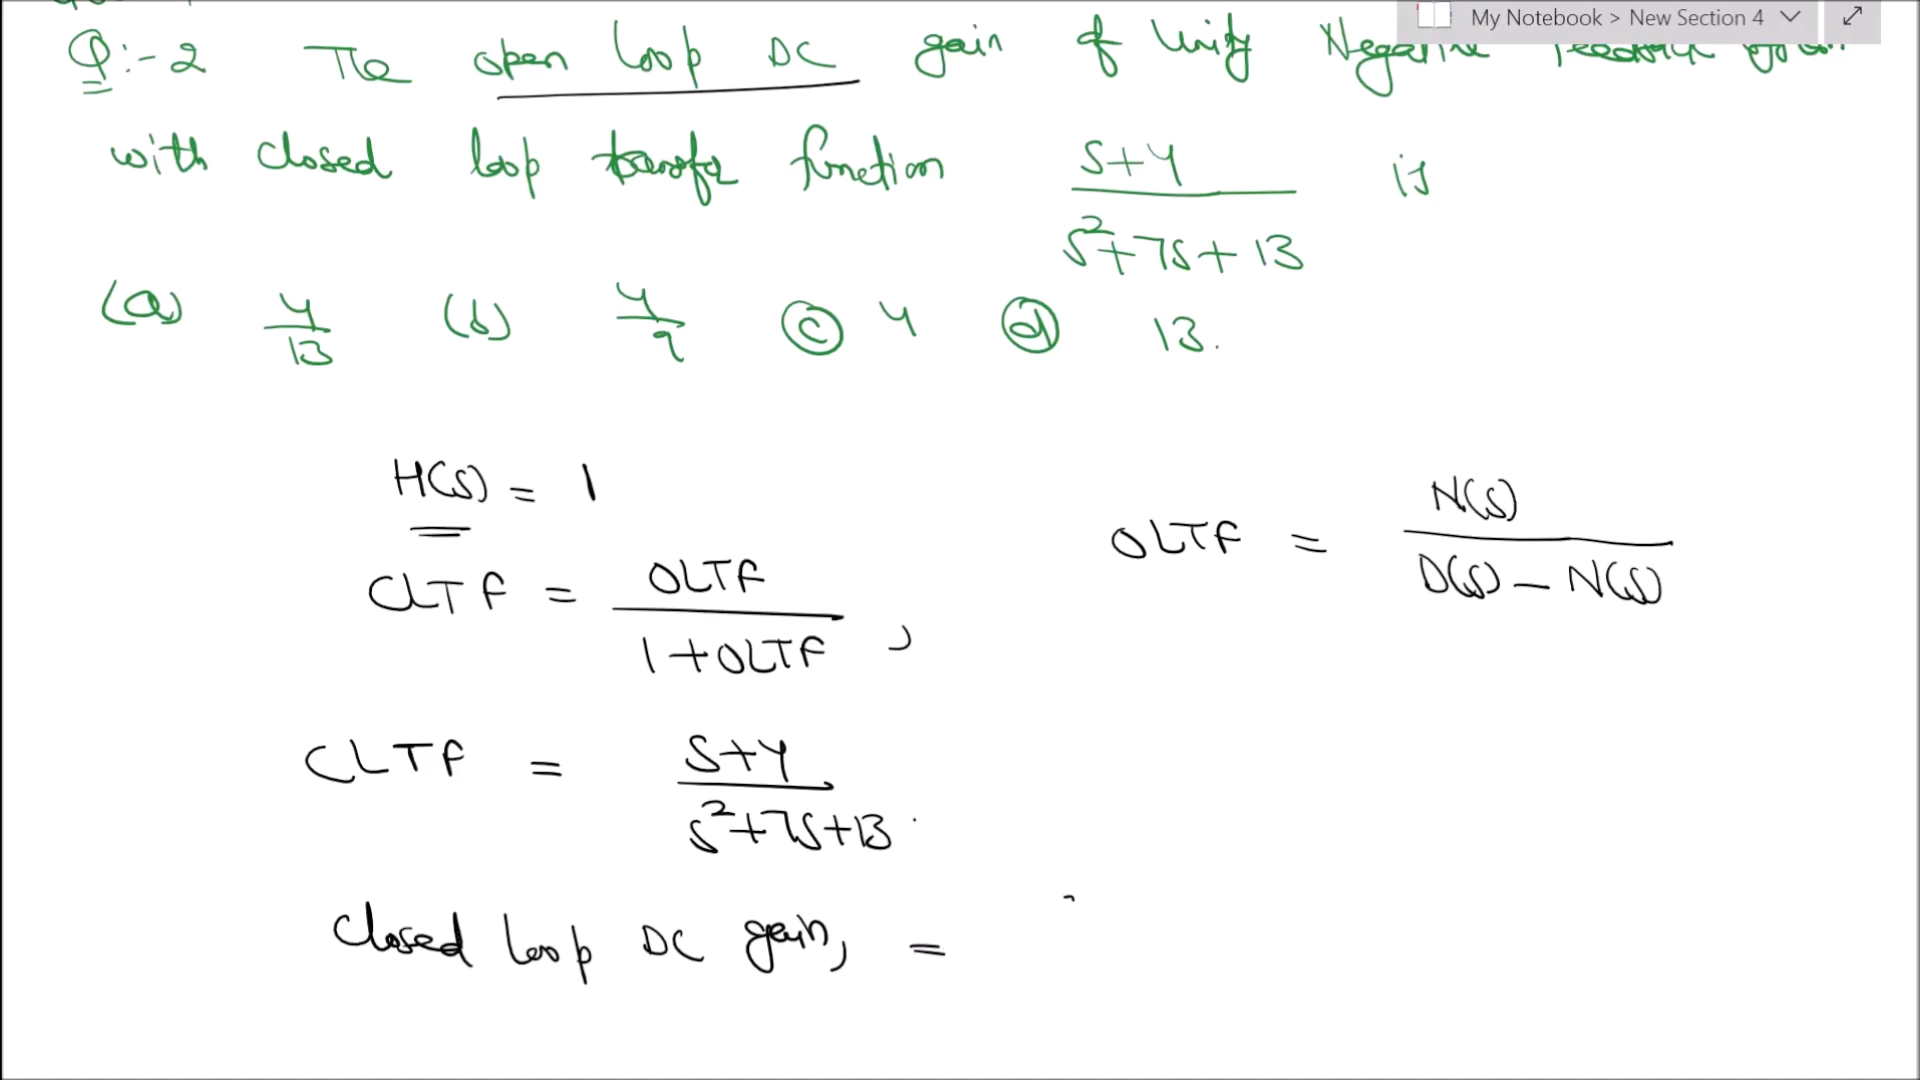 My Notebook > New Section 4
Q:- 2 The open loop DC gain of Unity Negative feedback
with closed loop transfer function s+4 / s²+7s+13 is
(a) 4/13 (b) 4/9 (c) 4 (d) 13.
H(s) = 1
CLTF = OLTF / 1+OLTF ,
OLTF = N(s) / D(s) – N(s)
CLTF = s+4 / s²+7s+13
closed loop DC gain, =